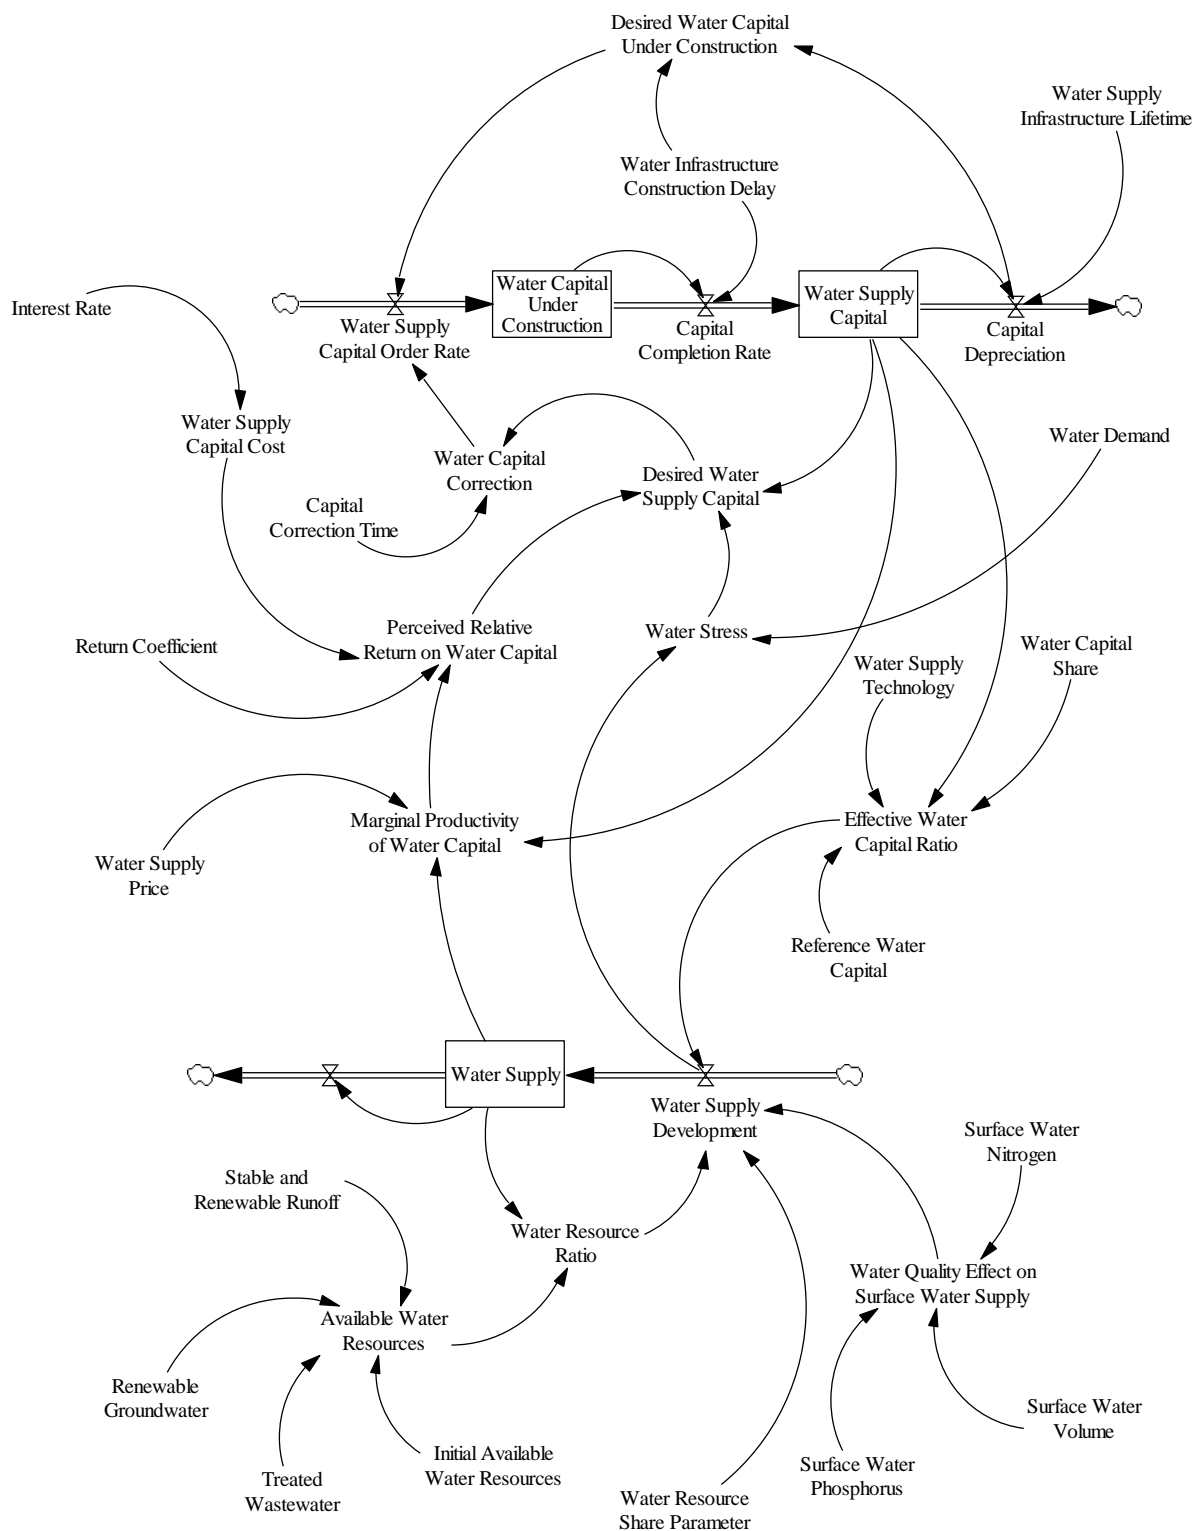 Desired Water Capital
Under Construction
Water Supply
Infrastructure Lifetime
Water Infrastructure
Construction Delay
Interest Rate
Water Capital
Under
Construction
Water Supply
Capital
Water Supply
Capital Order Rate
Capital
Completion Rate
Capital
Depreciation
Water Supply
Capital Cost
Water Demand
Water Capital
Correction
Desired Water
Supply Capital
Capital
Correction Time
Return Coefficient
Perceived Relative
Return on Water Capital
Water Stress
Water Supply
Technology
Water Capital
Share
Marginal Productivity
of Water Capital
Effective Water
Capital Ratio
Water Supply
Price
Reference Water
Capital
Water Supply
Water Supply
Development
Surface Water
Nitrogen
Stable and
Renewable Runoff
Water Resource
Ratio
Water Quality Effect on
Surface Water Supply
Available Water
Resources
Renewable
Groundwater
Surface Water
Volume
Initial Available
Water Resources
Treated
Wastewater
Surface Water
Phosphorus
Water Resource
Share Parameter